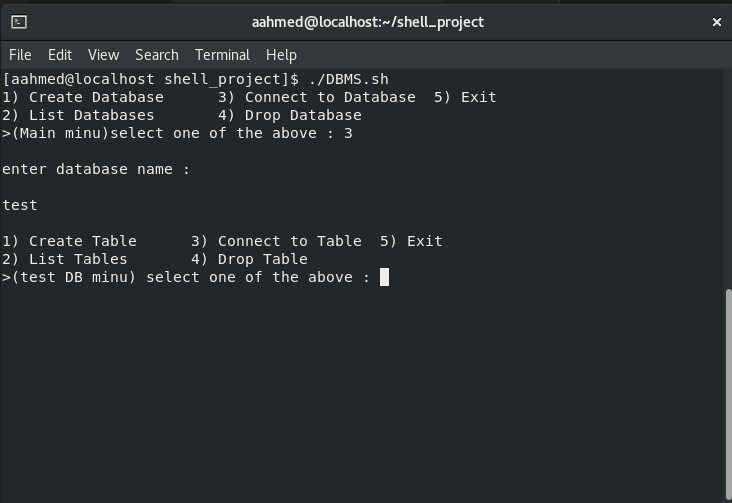 aahmed@localhost:~/shell_project
File Edit View Search Terminal Help
[aahmed@localhost shell_project]$ ./DBMS.sh
1) Create Database      3) Connect to Database  5) Exit
2) List Databases       4) Drop Database
>(Main minu)select one of the above : 3
enter database name :
test
1) Create Table      3) Connect to Table  5) Exit
2) List Tables       4) Drop Table
>(test DB minu) select one of the above :